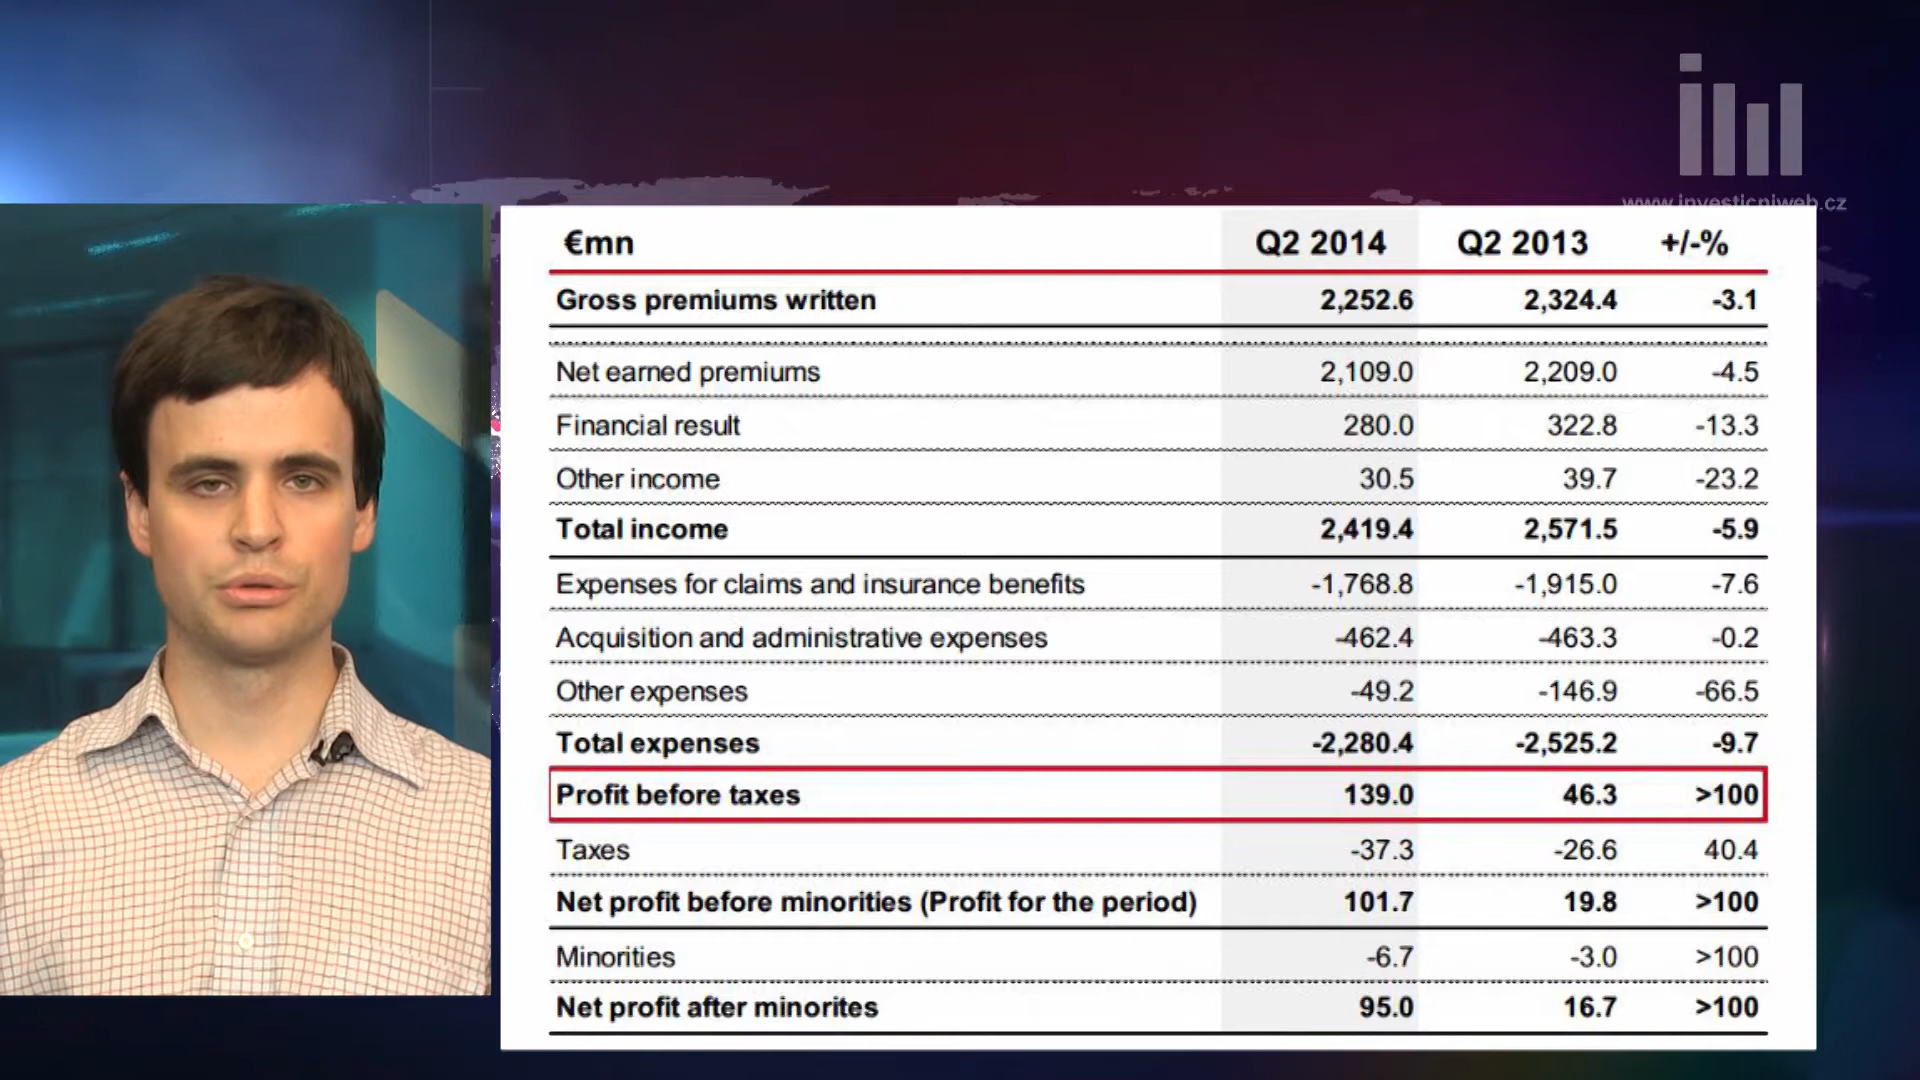 www.investicniweb.cz
€mn Q2 2014 Q2 2013 +/-%
Gross premiums written 2,252.6 2,324.4 -3.1
Net earned premiums 2,109.0 2,209.0 -4.5
Financial result 280.0 322.8 -13.3
Other income 30.5 39.7 -23.2
Total income 2,419.4 2,571.5 -5.9
Expenses for claims and insurance benefits -1,768.8 -1,915.0 -7.6
Acquisition and administrative expenses -462.4 -463.3 -0.2
Other expenses -49.2 -146.9 -66.5
Total expenses -2,280.4 -2,525.2 -9.7
Profit before taxes 139.0 46.3 >100
Taxes -37.3 -26.6 40.4
Net profit before minorities (Profit for the period) 101.7 19.8 >100
Minorities -6.7 -3.0 >100
Net profit after minorites 95.0 16.7 >100